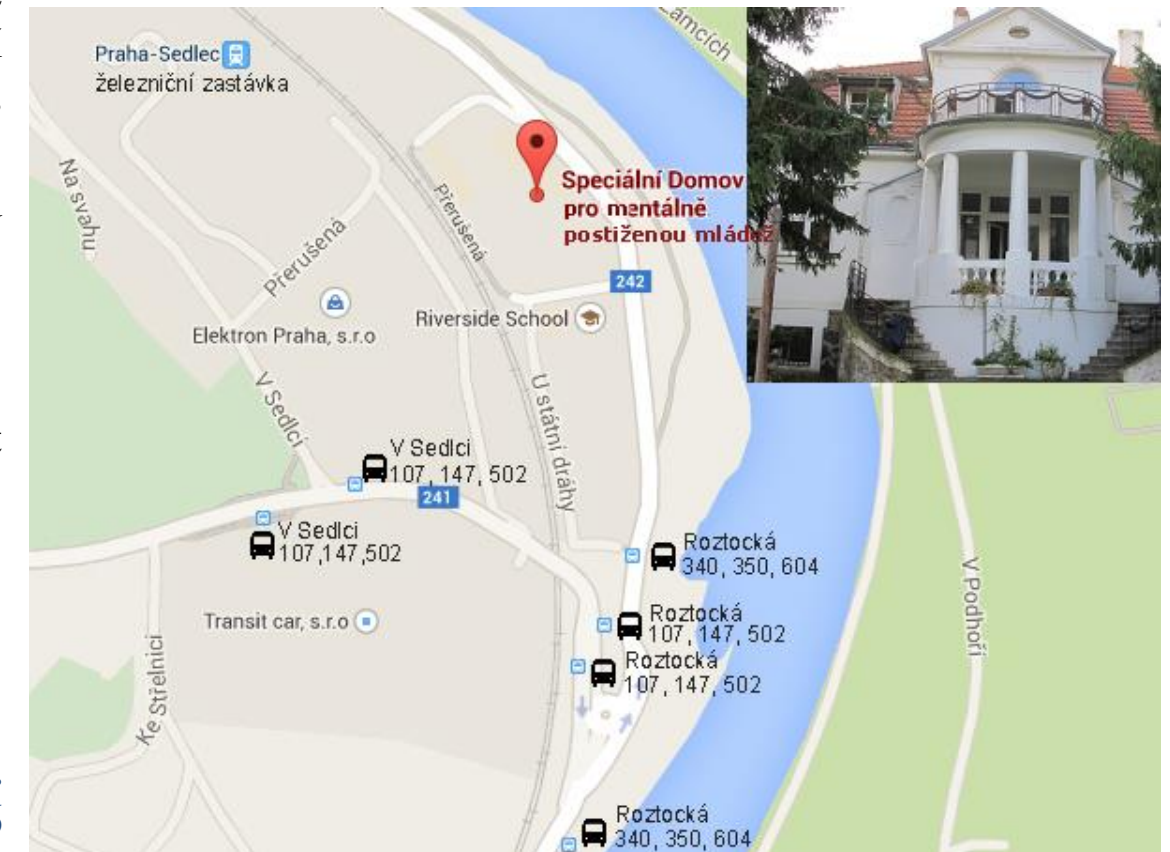 Zámcích
Praha-Sedlec
železniční zastávka
Na svahu
Přerušená
Přerušená
Speciální Domov
pro mentálně
postiženou mládež
242
Riverside School
Elektron Praha, s.r.o
V Sedlci
U státní dráhy
V Sedlci
107, 147, 502
241
V Sedlci
107,147,502
Roztocká
340, 350, 604
V Podhoří
Transit car, s.r.o
Roztocká
107, 147, 502
Roztocká
107, 147, 502
Ke Střelnici
Roztocká
340, 350, 604